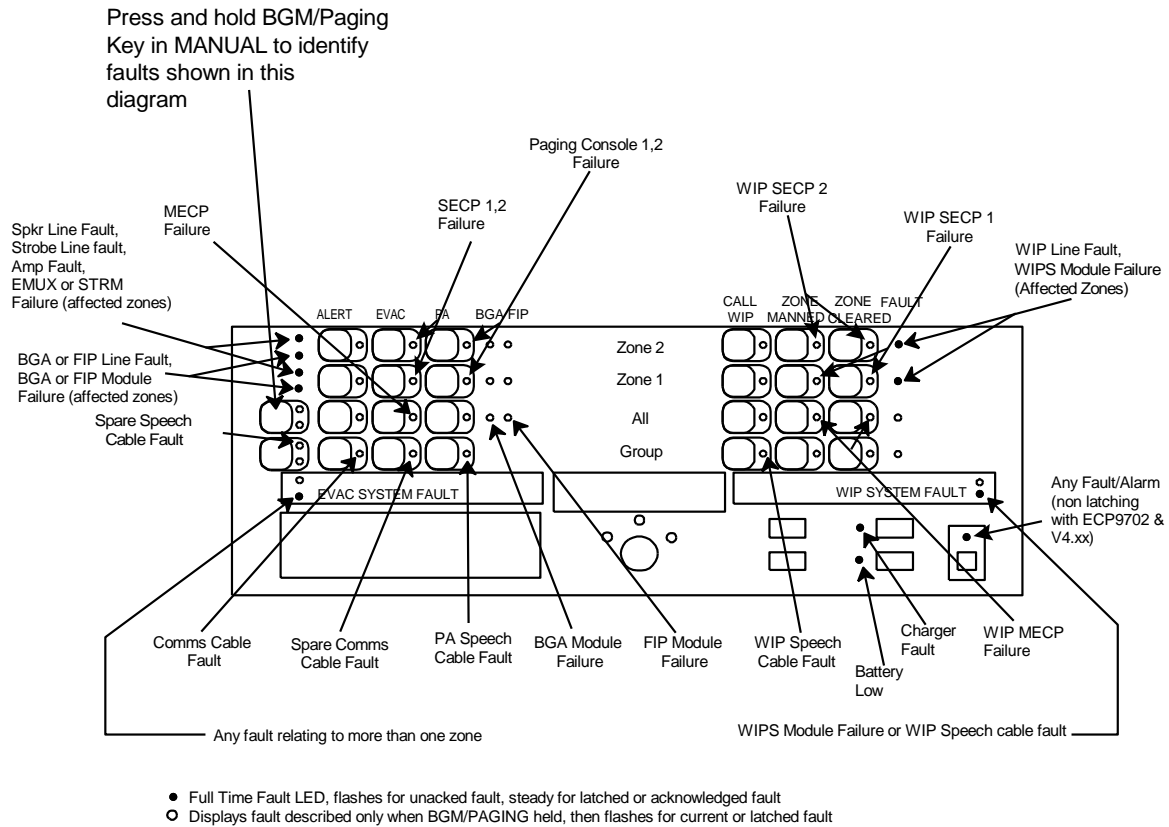 Press and hold BGM/Paging
Key in MANUAL to identify
faults shown in this
diagram
Paging Console 1,2
Failure
MECP
Failure
SECP 1,2
Failure
WIP SECP 2
Failure
WIP SECP 1
Failure
Spkr Line Fault,
Strobe Line fault,
Amp Fault,
EMUX or STRM
Failure (affected zones)
WIP Line Fault,
WIPS Module Failure
(Affected Zones)
BGA or FIP Line Fault,
BGA or FIP Module
Failure (affected zones)
Spare Speech
Cable Fault
ALERT EVAC PA BGA FIP
CALL
WIP
ZONE
MANNED
ZONE
CLEARED
FAULT
Zone 2
Zone 1
All
Group
EVAC SYSTEM FAULT
WIP SYSTEM FAULT
Any Fault/Alarm
(non latching
with ECP9702 &
V4.xx)
Comms Cable
Fault
Spare Comms
Cable Fault
PA Speech
Cable Fault
BGA Module
Failure
FIP Module
Failure
WIP Speech
Cable Fault
Battery
Low
Charger
Fault
WIP MECP
Failure
Any fault relating to more than one zone
WIPS Module Failure or WIP Speech cable fault
Full Time Fault LED, flashes for unacked fault, steady for latched or acknowledged fault
Displays fault described only when BGM/PAGING held, then flashes for current or latched fault